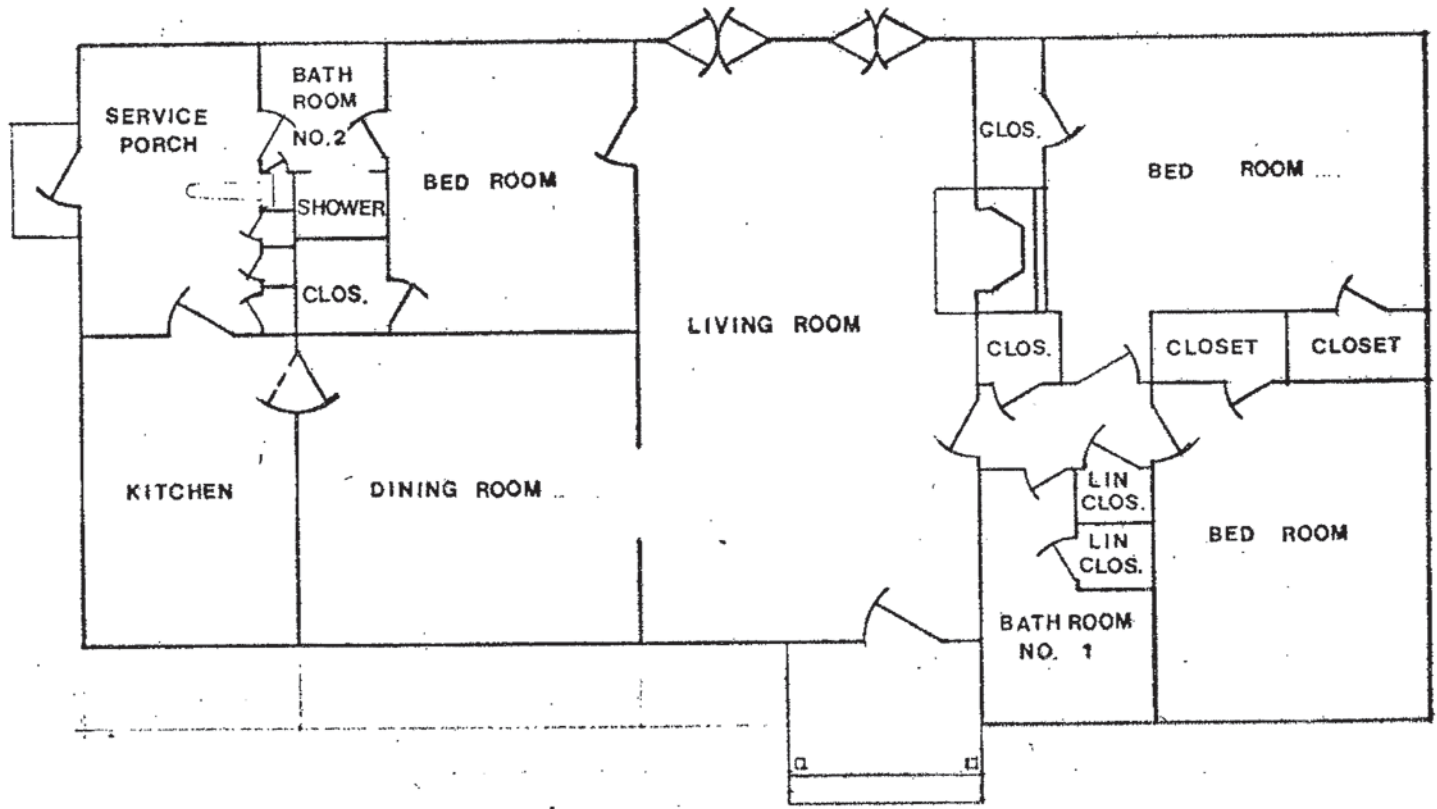 SERVICE
PORCH
BATH
ROOM
NO.2
SHOWER
CLOS.
BED ROOM
LIVING ROOM
GLOS.
BED ROOM
CLOS.
CLOSET
CLOSET
KITCHEN
DINING ROOM
LIN
CLOS.
LIN
CLOS.
BED ROOM
BATH ROOM
NO. 1